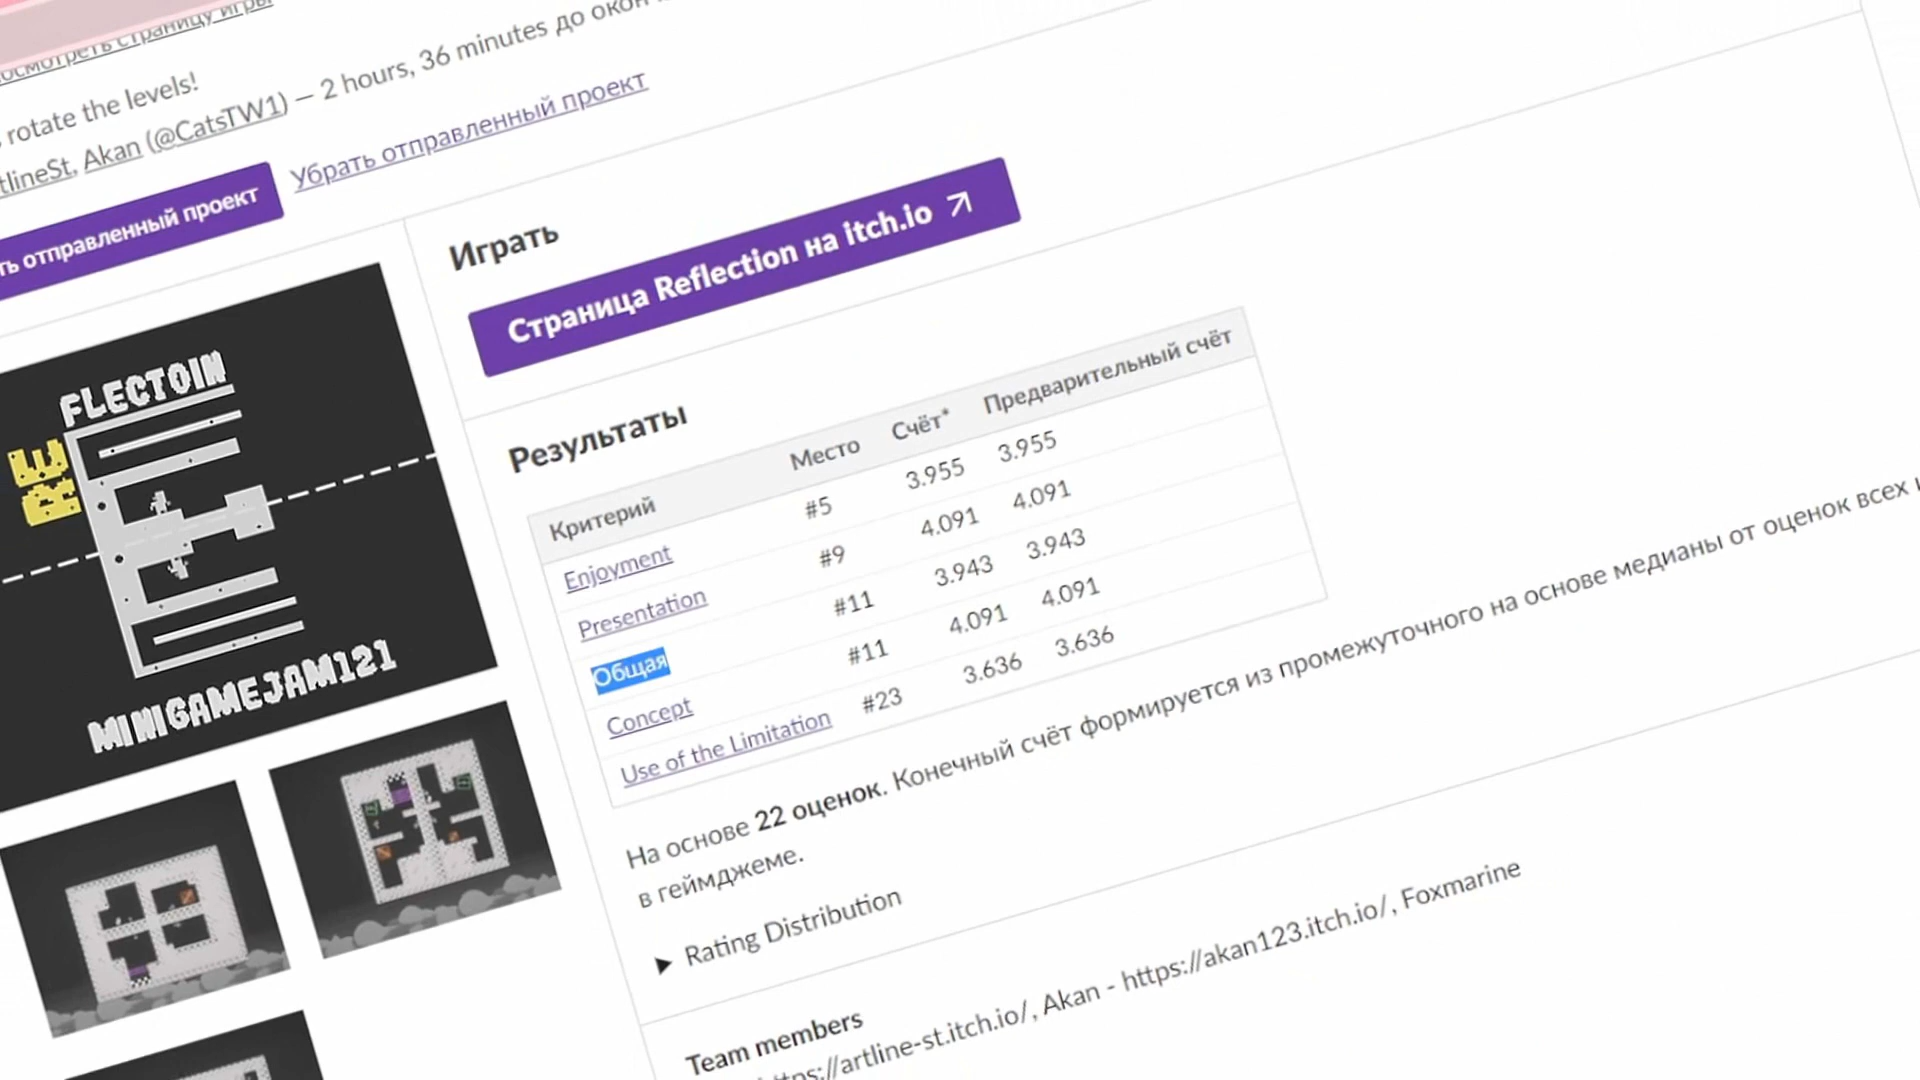 осмотреть страницу игры
rotate the levels!
tlineSt, Akan (@CatsTW1) — 2 hours, 36 minutes до
ть отправленный проект
Убрать отправленный проект
FLECTOIN
RE
MINIGAMEJAM121
Играть
Страница Reflection на itch.io
Результаты
Критерий Место Счёт* Предварительный счёт
Enjoyment #5 3.955 3.955
Presentation #9 4.091 4.091
Общая #11 3.943 3.943
Concept #11 4.091 4.091
Use of the Limitation #23 3.636 3.636
На основе 22 оценок. Конечный счёт формируется из промежуточного на основе медианы от оценок всех
в геймджеме.
Rating Distribution
Team members
https://artline-st.itch.io/, Akan - https://akan123.itch.io/, Foxmarine